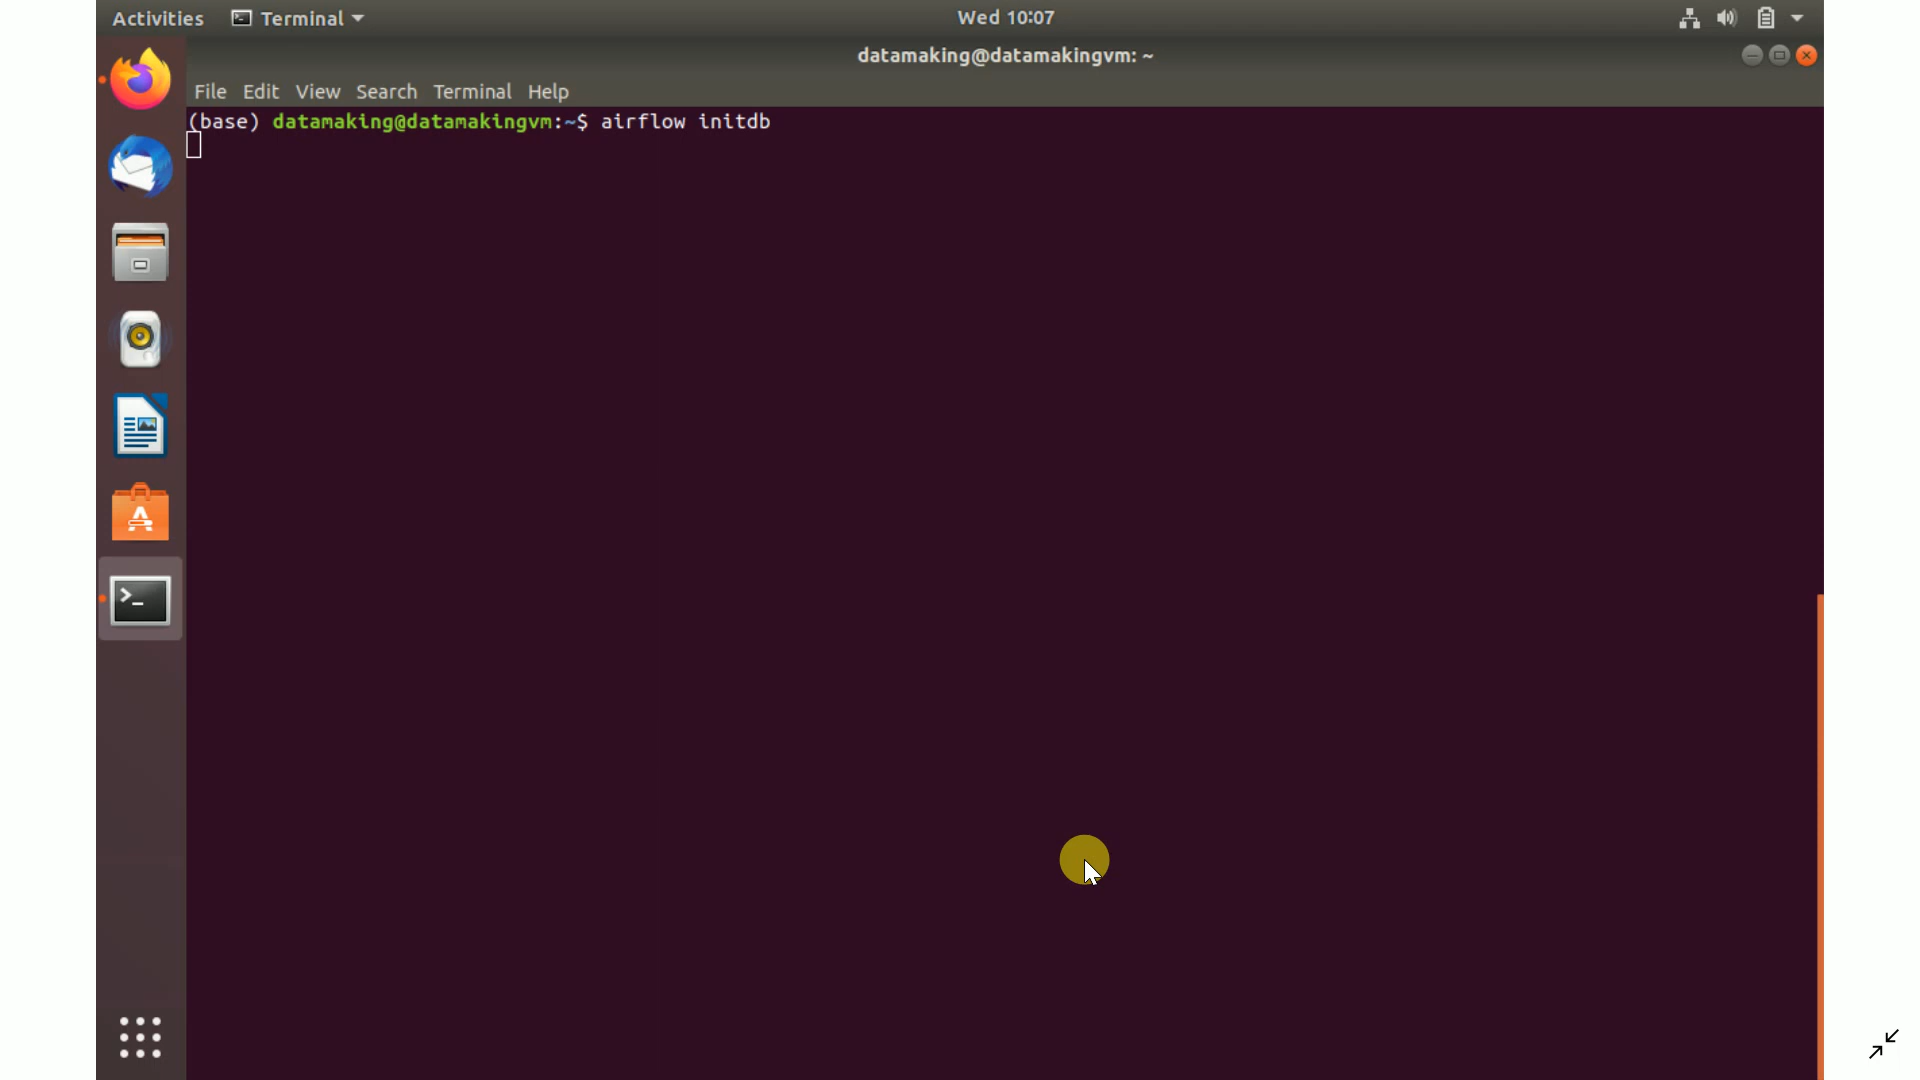 Activities Terminal Wed 10:07
datamaking@datamakingvm: ~
File Edit View Search Terminal Help
(base) datamaking@datamakingvm:~$ airflow initdb